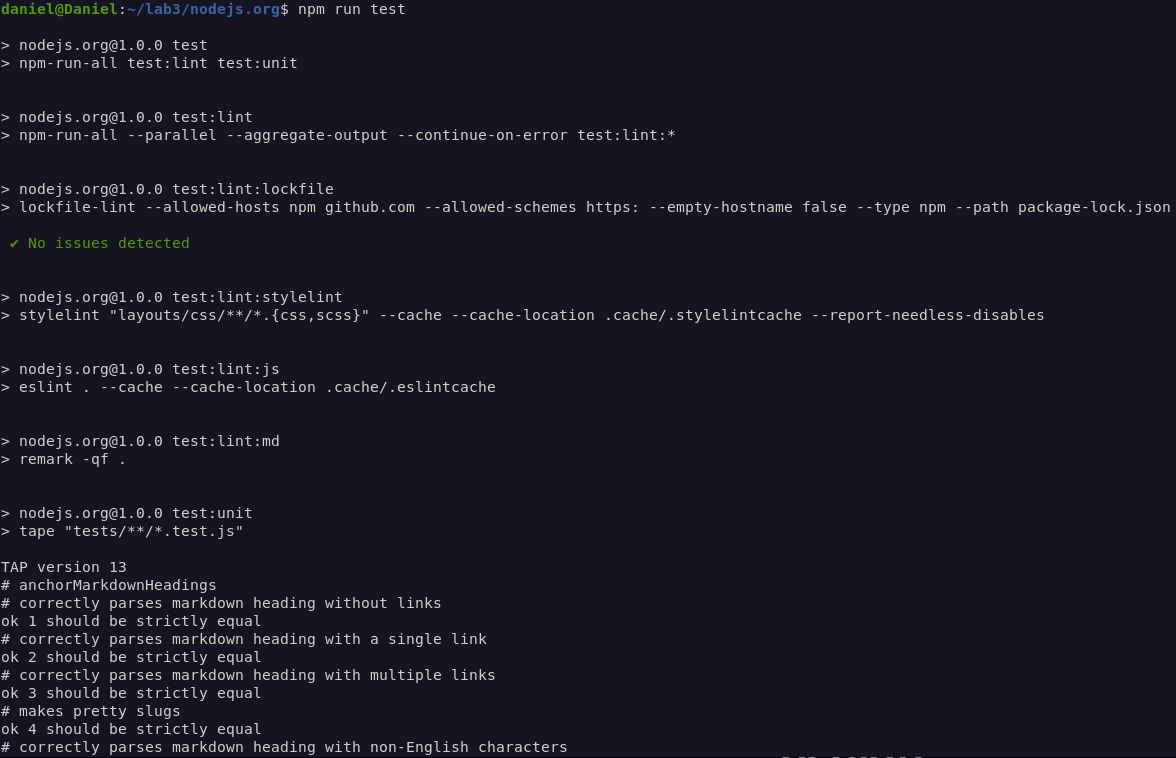 daniel@Daniel:~/lab3/nodejs.org$ npm run test
> nodejs.org@1.0.0 test
> npm-run-all test:lint test:unit
> nodejs.org@1.0.0 test:lint
> npm-run-all --parallel --aggregate-output --continue-on-error test:lint:*
> nodejs.org@1.0.0 test:lint:lockfile
> lockfile-lint --allowed-hosts npm github.com --allowed-schemes https: --empty-hostname false --type npm --path package-lock.json
✔ No issues detected
> nodejs.org@1.0.0 test:lint:stylelint
> stylelint "layouts/css/**/*.{css,scss}" --cache --cache-location .cache/.stylelintcache --report-needless-disables
> nodejs.org@1.0.0 test:lint:js
> eslint . --cache --cache-location .cache/.eslintcache
> nodejs.org@1.0.0 test:lint:md
> remark -qf .
> nodejs.org@1.0.0 test:unit
> tape "tests/**/*.test.js"
TAP version 13
# anchorMarkdownHeadings
# correctly parses markdown heading without links
ok 1 should be strictly equal
# correctly parses markdown heading with a single link
ok 2 should be strictly equal
# correctly parses markdown heading with multiple links
ok 3 should be strictly equal
# makes pretty slugs
ok 4 should be strictly equal
# correctly parses markdown heading with non-English characters